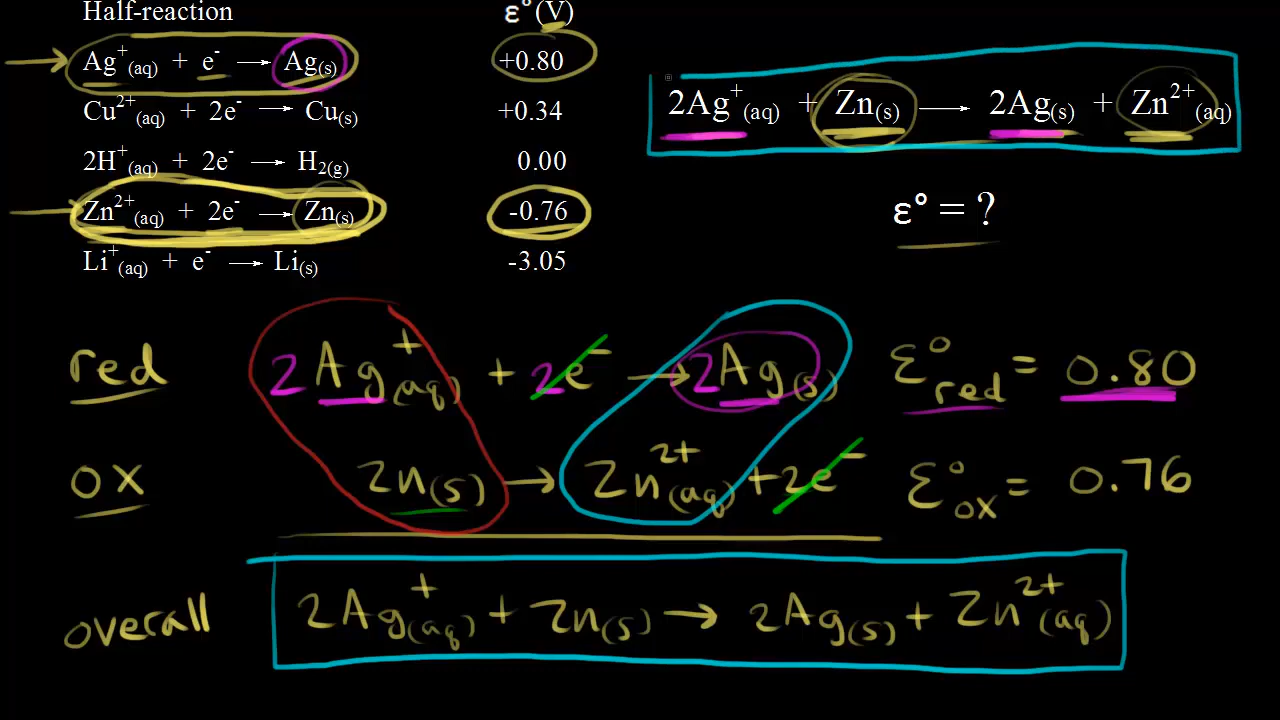 Half-reaction ε° (V)
Ag⁺(aq) + e⁻ → Ag(s) +0.80
Cu²⁺(aq) + 2e⁻ → Cu(s) +0.34
2H⁺(aq) + 2e⁻ → H₂(g) 0.00
Zn²⁺(aq) + 2e⁻ → Zn(s) -0.76
Li⁺(aq) + e⁻ → Li(s) -3.05
2Ag⁺(aq) + Zn(s) → 2Ag(s) + Zn²⁺(aq)
ε° = ?
red 2Ag⁺(aq) + 2e⁻ → 2Ag(s) ε°red = 0.80
ox Zn(s) → Zn²⁺(aq) + 2e⁻ ε°ox = 0.76
overall 2Ag⁺(aq) + Zn(s) → 2Ag(s) + Zn²⁺(aq)